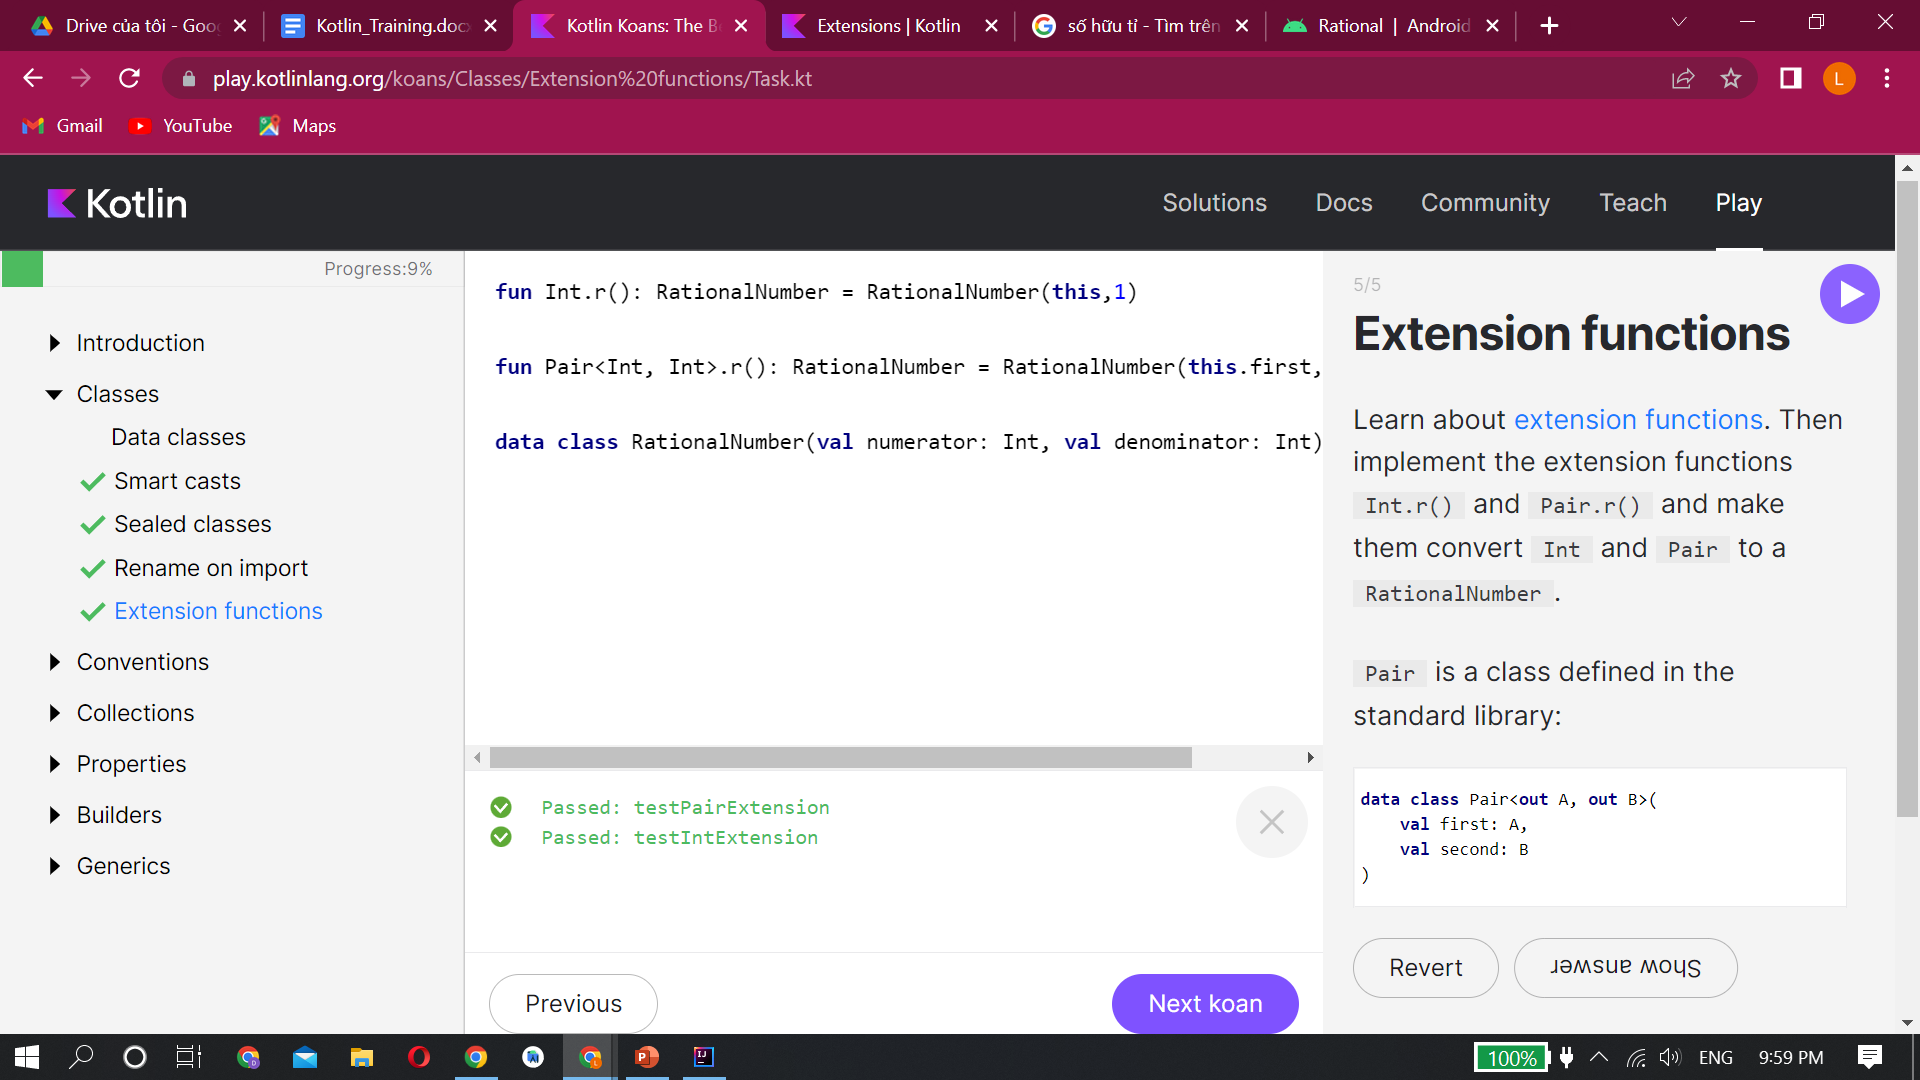 Drive của tôi - Goo
Kotlin_Training.docx
Kotlin Koans: The B
Extensions | Kotlin
số hữu tỉ - Tìm trên
Rational | Android
play.kotlinlang.org/koans/Classes/Extension%20functions/Task.kt
L
Gmail
YouTube
Maps
Kotlin
Solutions
Docs
Community
Teach
Play
Progress:9%
Introduction
Classes
Data classes
Smart casts
Sealed classes
Rename on import
Extension functions
Conventions
Collections
Properties
Builders
Generics
fun Int.r(): RationalNumber = RationalNumber(this,1)
fun Pair<Int, Int>.r(): RationalNumber = RationalNumber(this.first,
data class RationalNumber(val numerator: Int, val denominator: Int)
Passed: testPairExtension
Passed: testIntExtension
Previous
Next koan
5/5
Extension functions
Learn about extension functions. Then
implement the extension functions
Int.r() and Pair.r() and make
them convert Int and Pair to a
RationalNumber .
Pair is a class defined in the
standard library:
data class Pair<out A, out B>(
val first: A,
val second: B
)
Revert
Show answer
100%
ENG
9:59 PM